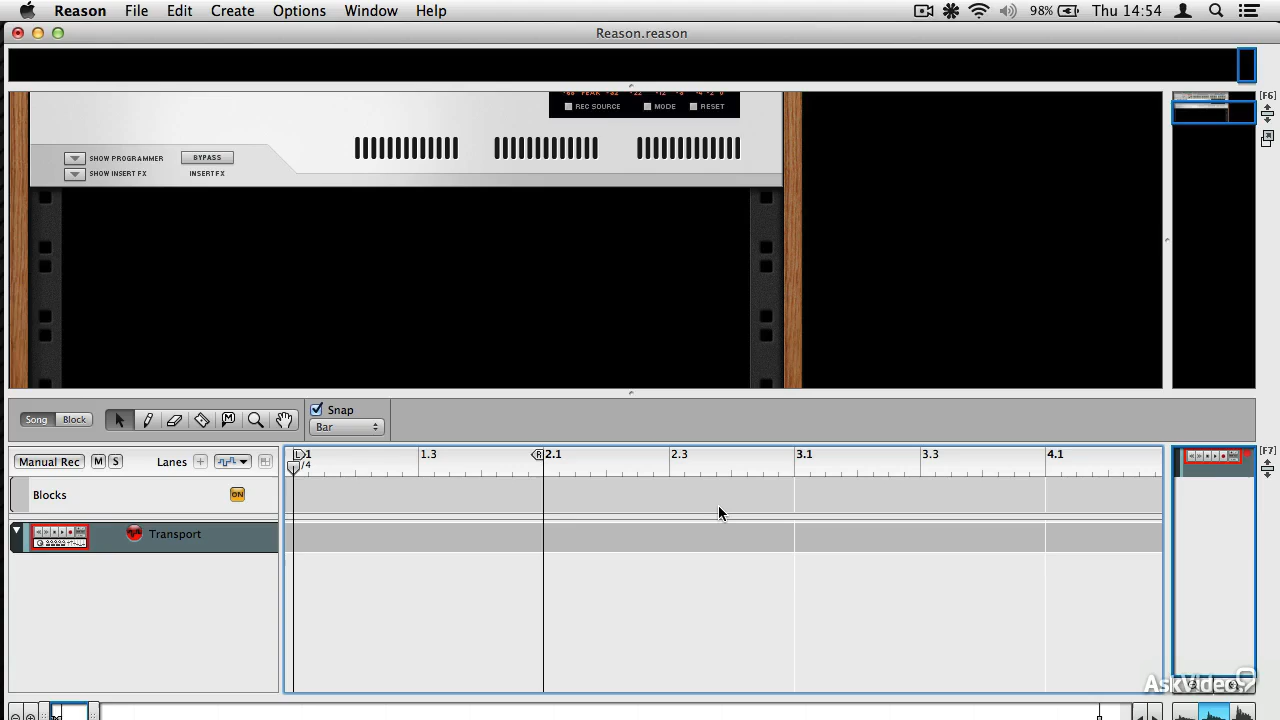 Reason File Edit Create Options Window Help 98% Thu 14:54
Reason.reason
REC SOURCE MODE RESET
[F6]
SHOW PROGRAMMER BYPASS
SHOW INSERT FX INSERT FX
Song Block Snap
Bar
Manual Rec M S Lanes + L 1 1.3 R 2.1 2.3 3.1 3.3 4.1 [F7]
/4
Blocks ON
Transport
AskVideo